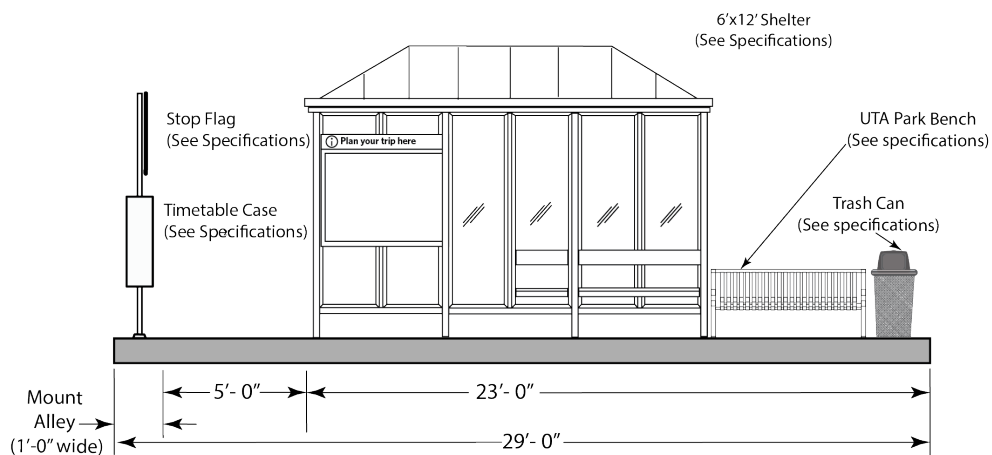 6'x12' Shelter
(See Specifications)
Stop Flag
(See Specifications)
UTA Park Bench
(See specifications)
ⓘ Plan your trip here
Timetable Case
(See Specifications)
Trash Can
(See specifications)
5'- 0"
23'- 0"
Mount
Alley
(1'-0" wide)
29'- 0"